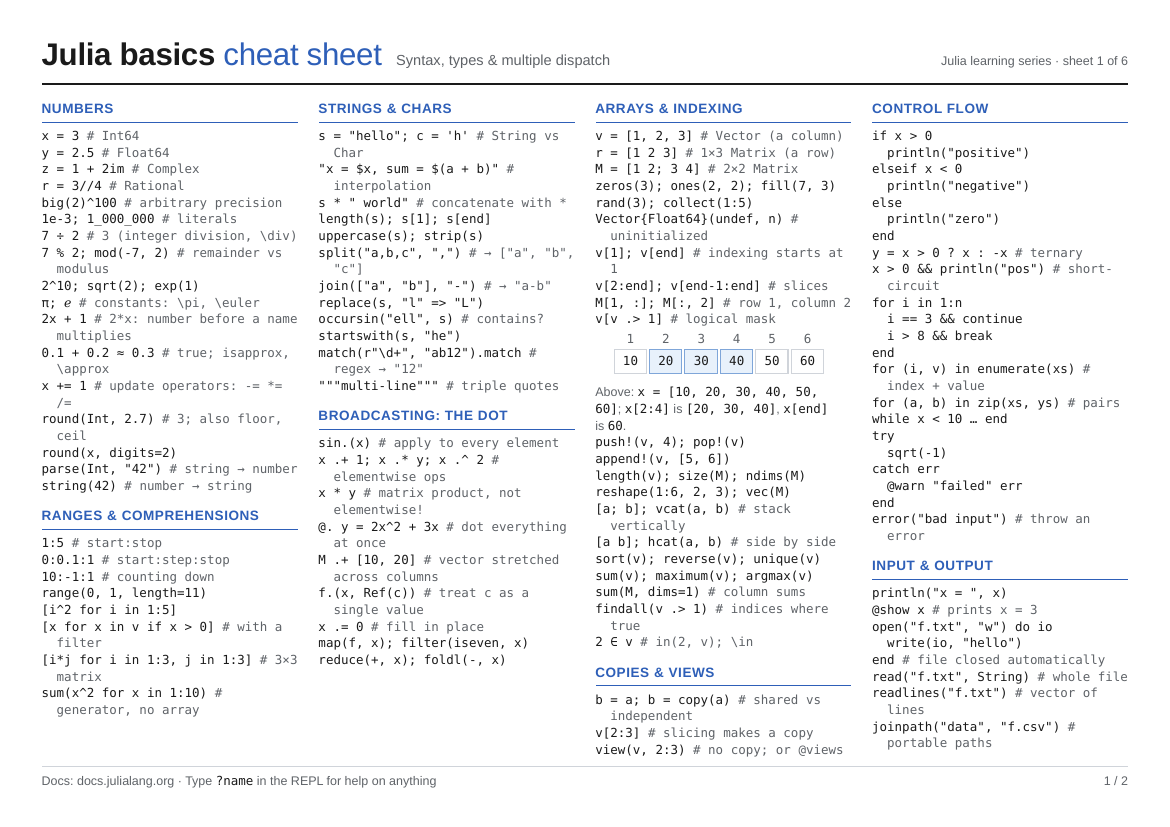 Julia basics cheat sheet Syntax, types & multiple dispatch
Julia learning series · sheet 1 of 6
NUMBERS
x = 3 # Int64
y = 2.5 # Float64
z = 1 + 2im # Complex
r = 3//4 # Rational
big(2)^100 # arbitrary precision
1e-3; 1_000_000 # literals
7 ÷ 2 # 3 (integer division, \div)
7 % 2; mod(-7, 2) # remainder vs
modulus
2^10; sqrt(2); exp(1)
π; ℯ # constants: \pi, \euler
2x + 1 # 2*x: number before a name
multiplies
0.1 + 0.2 ≈ 0.3 # true; isapprox,
\approx
x += 1 # update operators: -= *=
/=
round(Int, 2.7) # 3; also floor,
ceil
round(x, digits=2)
parse(Int, "42") # string → number
string(42) # number → string
RANGES & COMPREHENSIONS
1:5 # start:stop
0:0.1:1 # start:step:stop
10:-1:1 # counting down
range(0, 1, length=11)
[i^2 for i in 1:5]
[x for x in v if x > 0] # with a
filter
[i*j for i in 1:3, j in 1:3] # 3×3
matrix
sum(x^2 for x in 1:10) #
generator, no array
STRINGS & CHARS
s = "hello"; c = 'h' # String vs
Char
"x = $x, sum = $(a + b)" #
interpolation
s * " world" # concatenate with *
length(s); s[1]; s[end]
uppercase(s); strip(s)
split("a,b,c", ",") # → ["a", "b",
"c"]
join(["a", "b"], "-") # → "a-b"
replace(s, "l" => "L")
occursin("ell", s) # contains?
startswith(s, "he")
match(r"\d+", "ab12").match #
regex → "12"
"""multi-line""" # triple quotes
BROADCASTING: THE DOT
sin.(x) # apply to every element
x .+ 1; x .* y; x .^ 2 #
elementwise ops
x * y # matrix product, not
elementwise!
@. y = 2x^2 + 3x # dot everything
at once
M .+ [10, 20] # vector stretched
across columns
f.(x, Ref(c)) # treat c as a
single value
x .= 0 # fill in place
map(f, x); filter(iseven, x)
reduce(+, x); foldl(-, x)
ARRAYS & INDEXING
v = [1, 2, 3] # Vector (a column)
r = [1 2 3] # 1×3 Matrix (a row)
M = [1 2; 3 4] # 2×2 Matrix
zeros(3); ones(2, 2); fill(7, 3)
rand(3); collect(1:5)
Vector{Float64}(undef, n) #
uninitialized
v[1]; v[end] # indexing starts at
1
v[2:end]; v[end-1:end] # slices
M[1, :]; M[:, 2] # row 1, column 2
v[v .> 1] # logical mask
1 2 3 4 5 6
10 20 30 40 50 60
Above: x = [10, 20, 30, 40, 50,
60]; x[2:4] is [20, 30, 40], x[end]
is 60.
push!(v, 4); pop!(v)
append!(v, [5, 6])
length(v); size(M); ndims(M)
reshape(1:6, 2, 3); vec(M)
[a; b]; vcat(a, b) # stack
vertically
[a b]; hcat(a, b) # side by side
sort(v); reverse(v); unique(v)
sum(v); maximum(v); argmax(v)
sum(M, dims=1) # column sums
findall(v .> 1) # indices where
true
2 ∈ v # in(2, v); \in
COPIES & VIEWS
b = a; b = copy(a) # shared vs
independent
v[2:3] # slicing makes a copy
view(v, 2:3) # no copy; or @views
CONTROL FLOW
if x > 0
println("positive")
elseif x < 0
println("negative")
else
println("zero")
end
y = x > 0 ? x : -x # ternary
x > 0 && println("pos") # short-
circuit
for i in 1:n
i == 3 && continue
i > 8 && break
end
for (i, v) in enumerate(xs) #
index + value
for (a, b) in zip(xs, ys) # pairs
while x < 10 … end
try
sqrt(-1)
catch err
@warn "failed" err
end
error("bad input") # throw an
error
INPUT & OUTPUT
println("x = ", x)
@show x # prints x = 3
open("f.txt", "w") do io
write(io, "hello")
end # file closed automatically
read("f.txt", String) # whole file
readlines("f.txt") # vector of
lines
joinpath("data", "f.csv") #
portable paths
Docs: docs.julialang.org · Type ?name in the REPL for help on anything
1 / 2